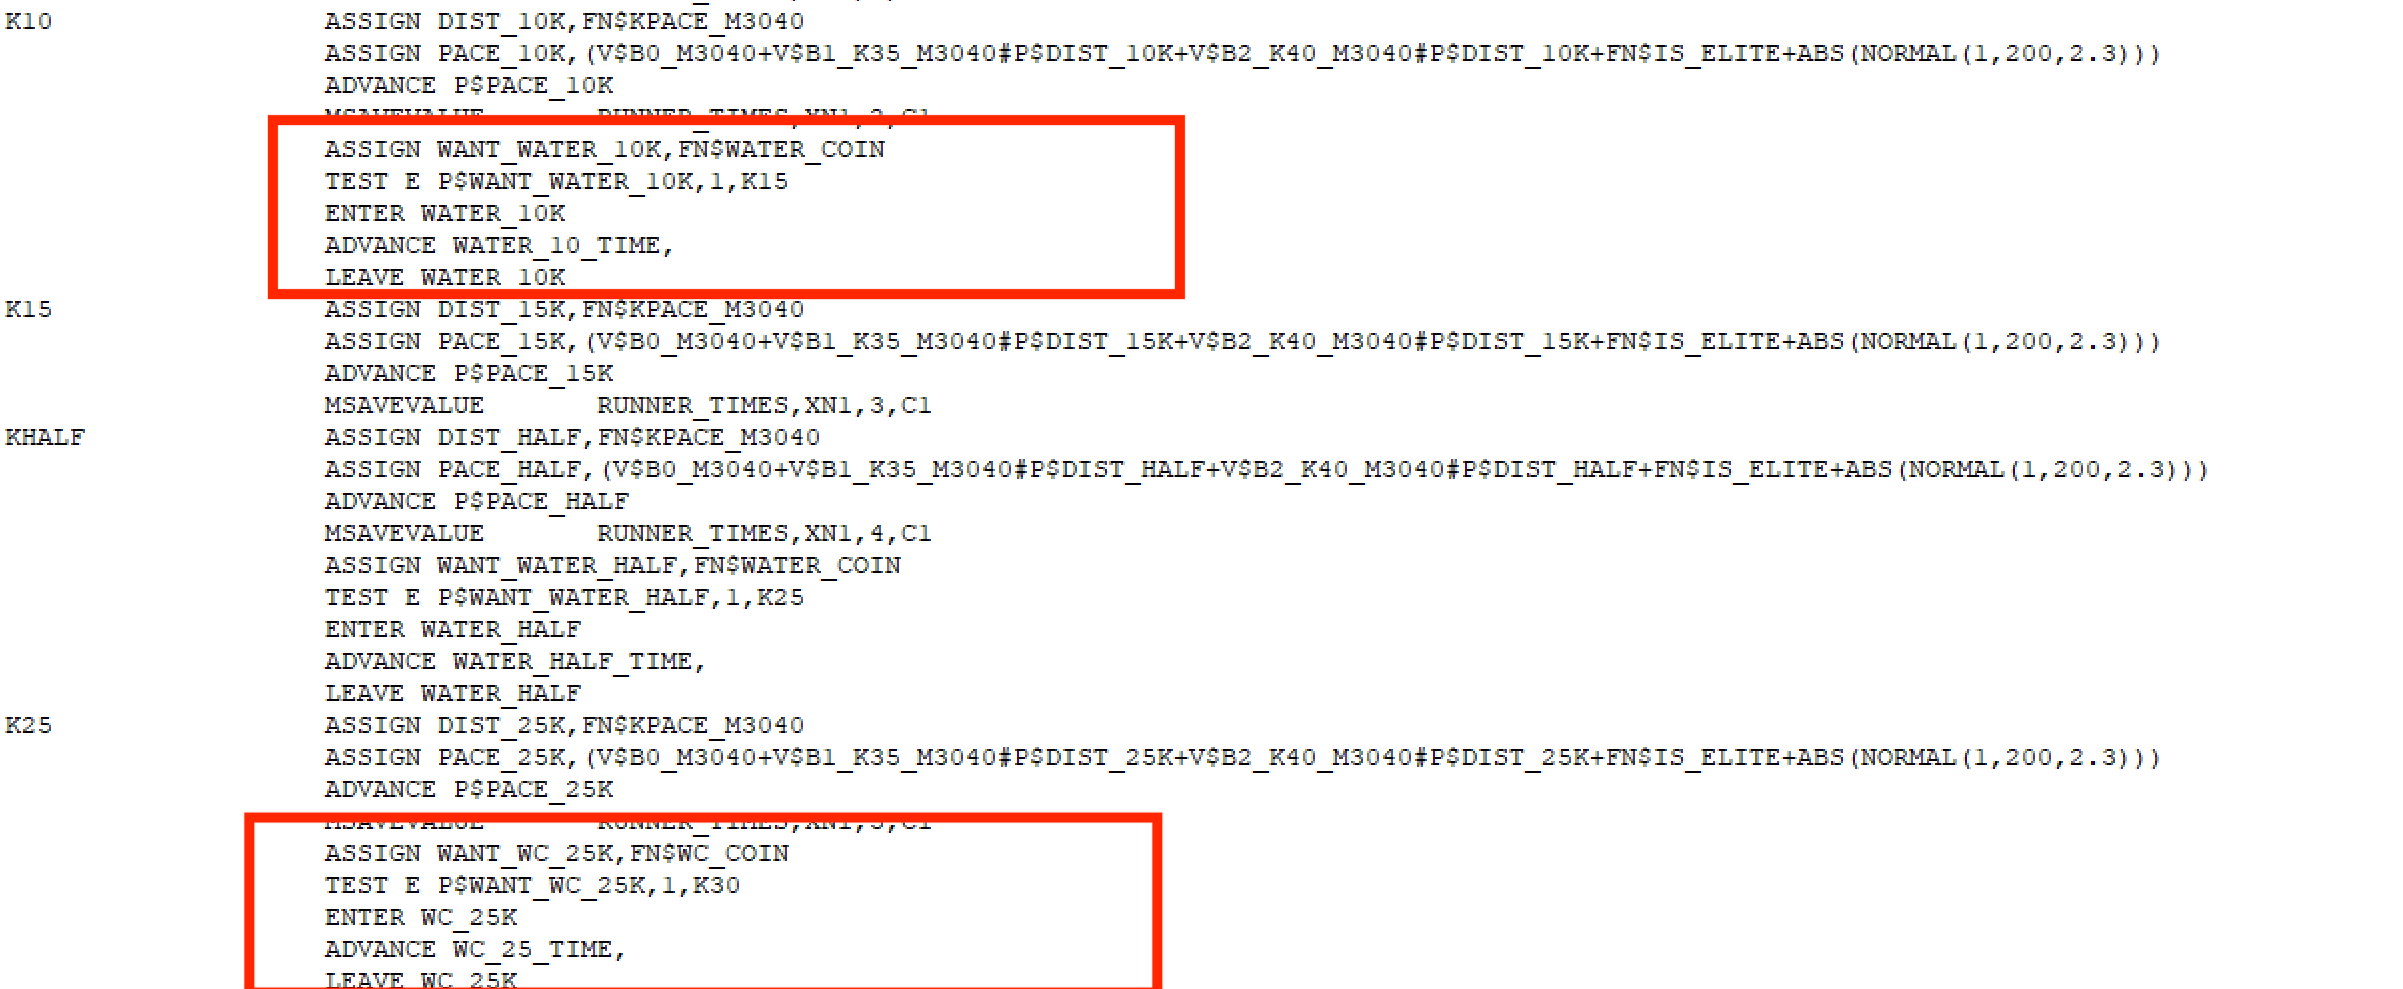 K10 ASSIGN DIST_10K,FN$KPACE_M3040
ASSIGN PACE_10K,(V$B0_M3040+V$B1_K35_M3040#P$DIST_10K+V$B2_K40_M3040#P$DIST_10K+FN$IS_ELITE+ABS(NORMAL(1,200,2.3)))
ADVANCE P$PACE_10K
MSAVEVALUE RUNNER_TIMES,XN1,2,C1
ASSIGN WANT_WATER_10K,FN$WATER_COIN
TEST E P$WANT_WATER_10K,1,K15
ENTER WATER_10K
ADVANCE WATER_10_TIME,
LEAVE WATER_10K
K15 ASSIGN DIST_15K,FN$KPACE_M3040
ASSIGN PACE_15K,(V$B0_M3040+V$B1_K35_M3040#P$DIST_15K+V$B2_K40_M3040#P$DIST_15K+FN$IS_ELITE+ABS(NORMAL(1,200,2.3)))
ADVANCE P$PACE_15K
MSAVEVALUE RUNNER_TIMES,XN1,3,C1
KHALF ASSIGN DIST_HALF,FN$KPACE_M3040
ASSIGN PACE_HALF,(V$B0_M3040+V$B1_K35_M3040#P$DIST_HALF+V$B2_K40_M3040#P$DIST_HALF+FN$IS_ELITE+ABS(NORMAL(1,200,2.3)))
ADVANCE P$PACE_HALF
MSAVEVALUE RUNNER_TIMES,XN1,4,C1
ASSIGN WANT_WATER_HALF,FN$WATER_COIN
TEST E P$WANT_WATER_HALF,1,K25
ENTER WATER_HALF
ADVANCE WATER_HALF_TIME,
LEAVE WATER_HALF
K25 ASSIGN DIST_25K,FN$KPACE_M3040
ASSIGN PACE_25K,(V$B0_M3040+V$B1_K35_M3040#P$DIST_25K+V$B2_K40_M3040#P$DIST_25K+FN$IS_ELITE+ABS(NORMAL(1,200,2.3)))
ADVANCE P$PACE_25K
MSAVEVALUE RUNNER_TIMES,XN1,5,C1
ASSIGN WANT_WC_25K,FN$WC_COIN
TEST E P$WANT_WC_25K,1,K30
ENTER WC_25K
ADVANCE WC_25_TIME,
LEAVE WC_25K